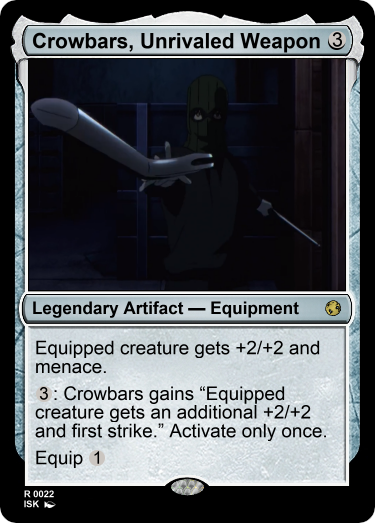 Crowbars, Unrivaled Weapon 3
Legendary Artifact — Equipment
Equipped creature gets +2/+2 and
menace.
3: Crowbars gains “Equipped
creature gets an additional +2/+2
and first strike.” Activate only once.
Equip 1
R 0022
ISK